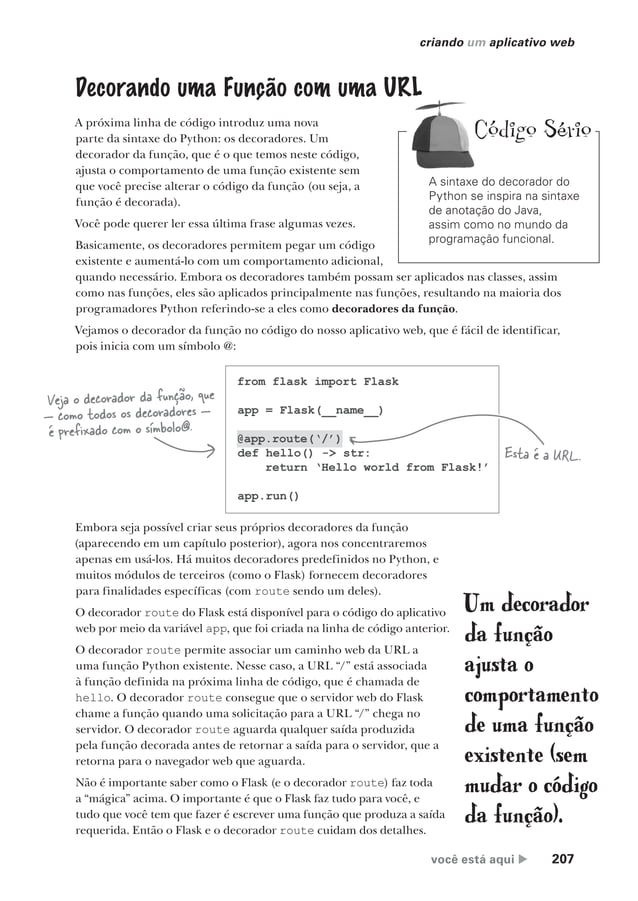 criando um aplicativo web
Decorando uma Função com uma URL
A próxima linha de código introduz uma nova
parte da sintaxe do Python: os decoradores. Um
decorador da função, que é o que temos neste código,
ajusta o comportamento de uma função existente sem
que você precise alterar o código da função (ou seja, a
função é decorada).
Você pode querer ler essa última frase algumas vezes.
Basicamente, os decoradores permitem pegar um código
existente e aumentá-lo com um comportamento adicional,
quando necessário. Embora os decoradores também possam ser aplicados nas classes, assim
como nas funções, eles são aplicados principalmente nas funções, resultando na maioria dos
programadores Python referindo-se a eles como decoradores da função.
Vejamos o decorador da função no código do nosso aplicativo web, que é fácil de identificar,
pois inicia com um símbolo @:
Código Sério
A sintaxe do decorador do
Python se inspira na sintaxe
de anotação do Java,
assim como no mundo da
programação funcional.
Veja o decorador da função, que
— como todos os decoradores —
é prefixado com o símbolo@.
from flask import Flask
app = Flask(__name__)
@app.route(‘/’)
def hello() -> str:
    return ‘Hello world from Flask!’
app.run()
Esta é a URL.
Embora seja possível criar seus próprios decoradores da função
(aparecendo em um capítulo posterior), agora nos concentraremos
apenas em usá-los. Há muitos decoradores predefinidos no Python, e
muitos módulos de terceiros (como o Flask) fornecem decoradores
para finalidades específicas (com route sendo um deles).
O decorador route do Flask está disponível para o código do aplicativo
web por meio da variável app, que foi criada na linha de código anterior.
O decorador route permite associar um caminho web da URL a
uma função Python existente. Nesse caso, a URL “/” está associada
à função definida na próxima linha de código, que é chamada de
hello. O decorador route consegue que o servidor web do Flask
chame a função quando uma solicitação para a URL “/” chega no
servidor. O decorador route aguarda qualquer saída produzida
pela função decorada antes de retornar a saída para o servidor, que a
retorna para o navegador web que aguarda.
Não é importante saber como o Flask (e o decorador route) faz toda
a “mágica” acima. O importante é que o Flask faz tudo para você, e
tudo que você tem que fazer é escrever uma função que produza a saída
requerida. Então o Flask e o decorador route cuidam dos detalhes.
Um decorador
da função
ajusta o
comportamento
de uma função
existente (sem
mudar o código
da função).
você está aqui ▶ 207